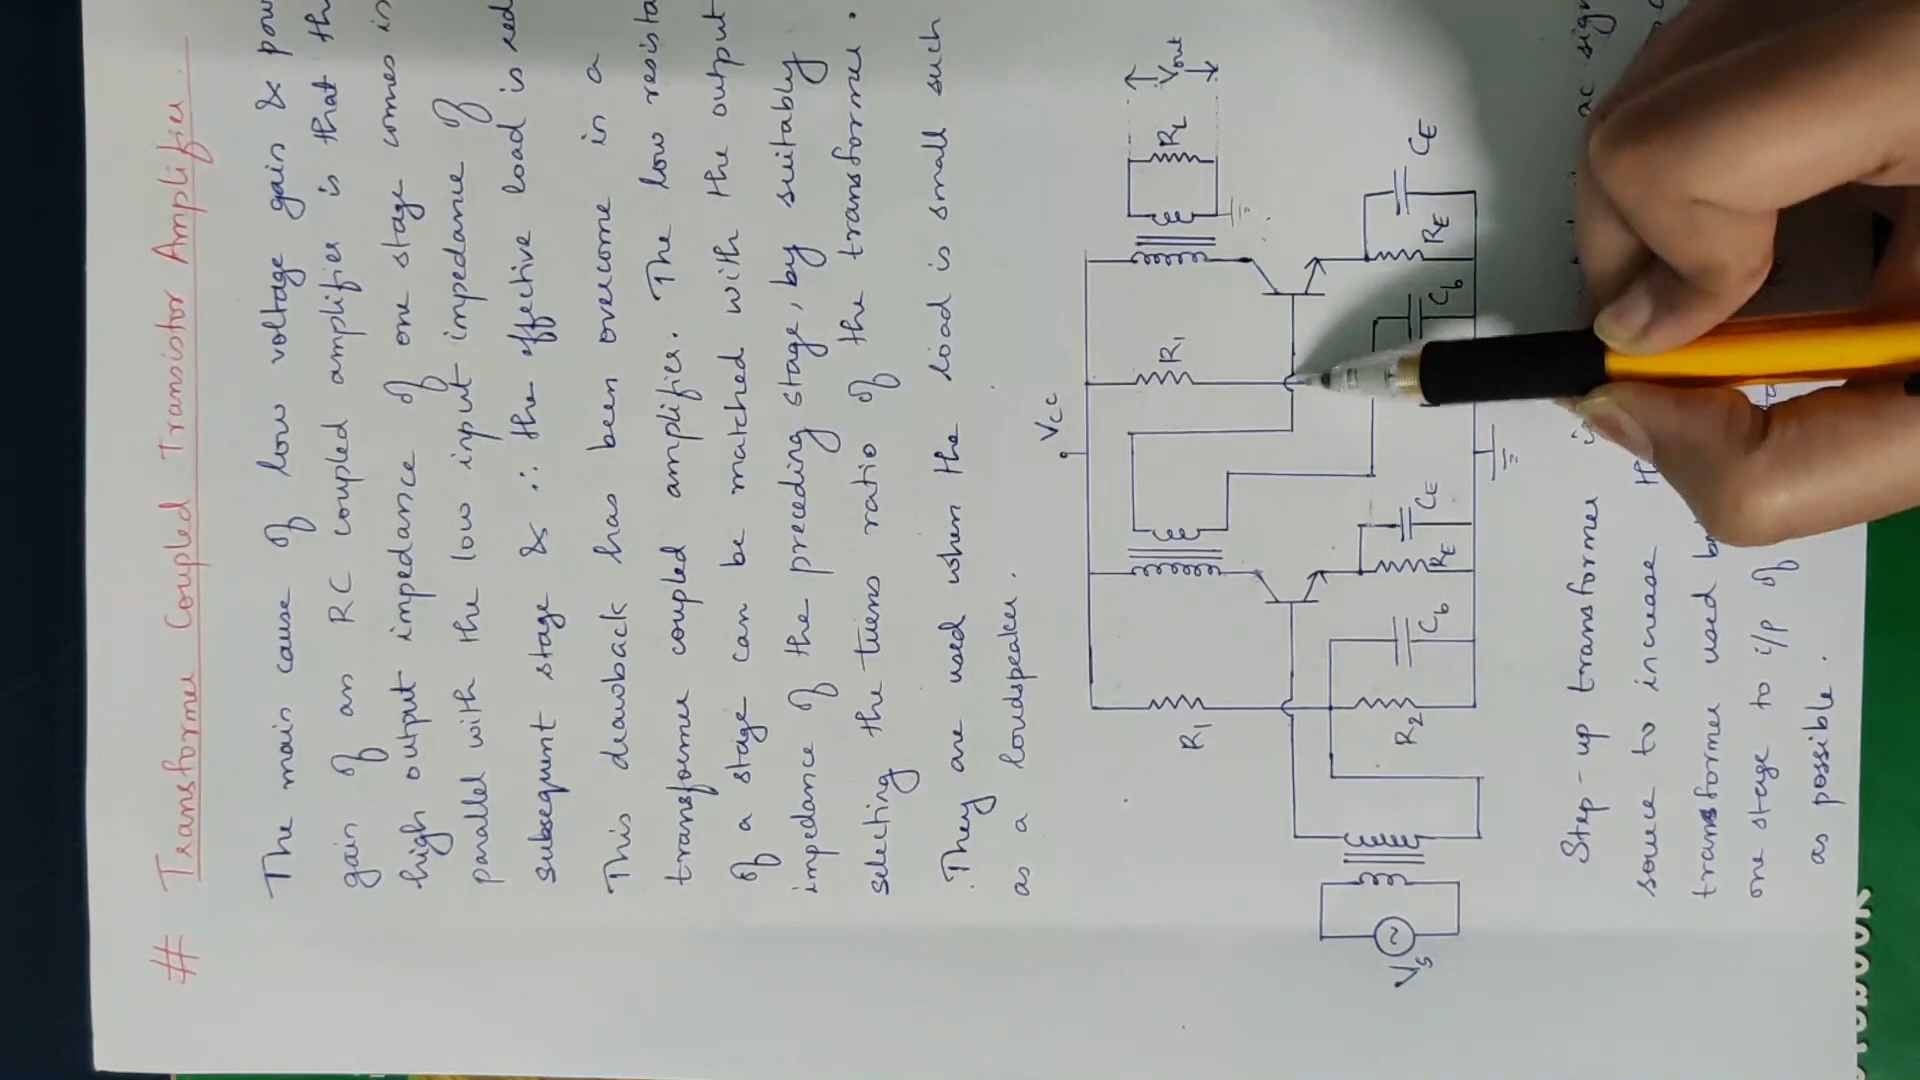 # Transformer Coupled Transistor Amplifier.
The main cause of low voltage gain &
gain of an RC coupled amplifier is that
high output impedance of one stage comes in
parallel with the low input impedance of
subsequent stage & ∴ the effective load is
This drawback has been overcome in a
transformer coupled amplifier. The low
of a stage can be matched with the output
impedance of the preceding stage, by suitably
selecting the turns ratio of the transformer.
They are used when the load is small such
as a loudspeaker.
VCC
R1
R1
RL
Vout
R2
Cb
RE
CE
Cb
RE
CE
VS
~
Step-up transformer
ac
source to increase
transformer used
one stage to i/p of
as possible.